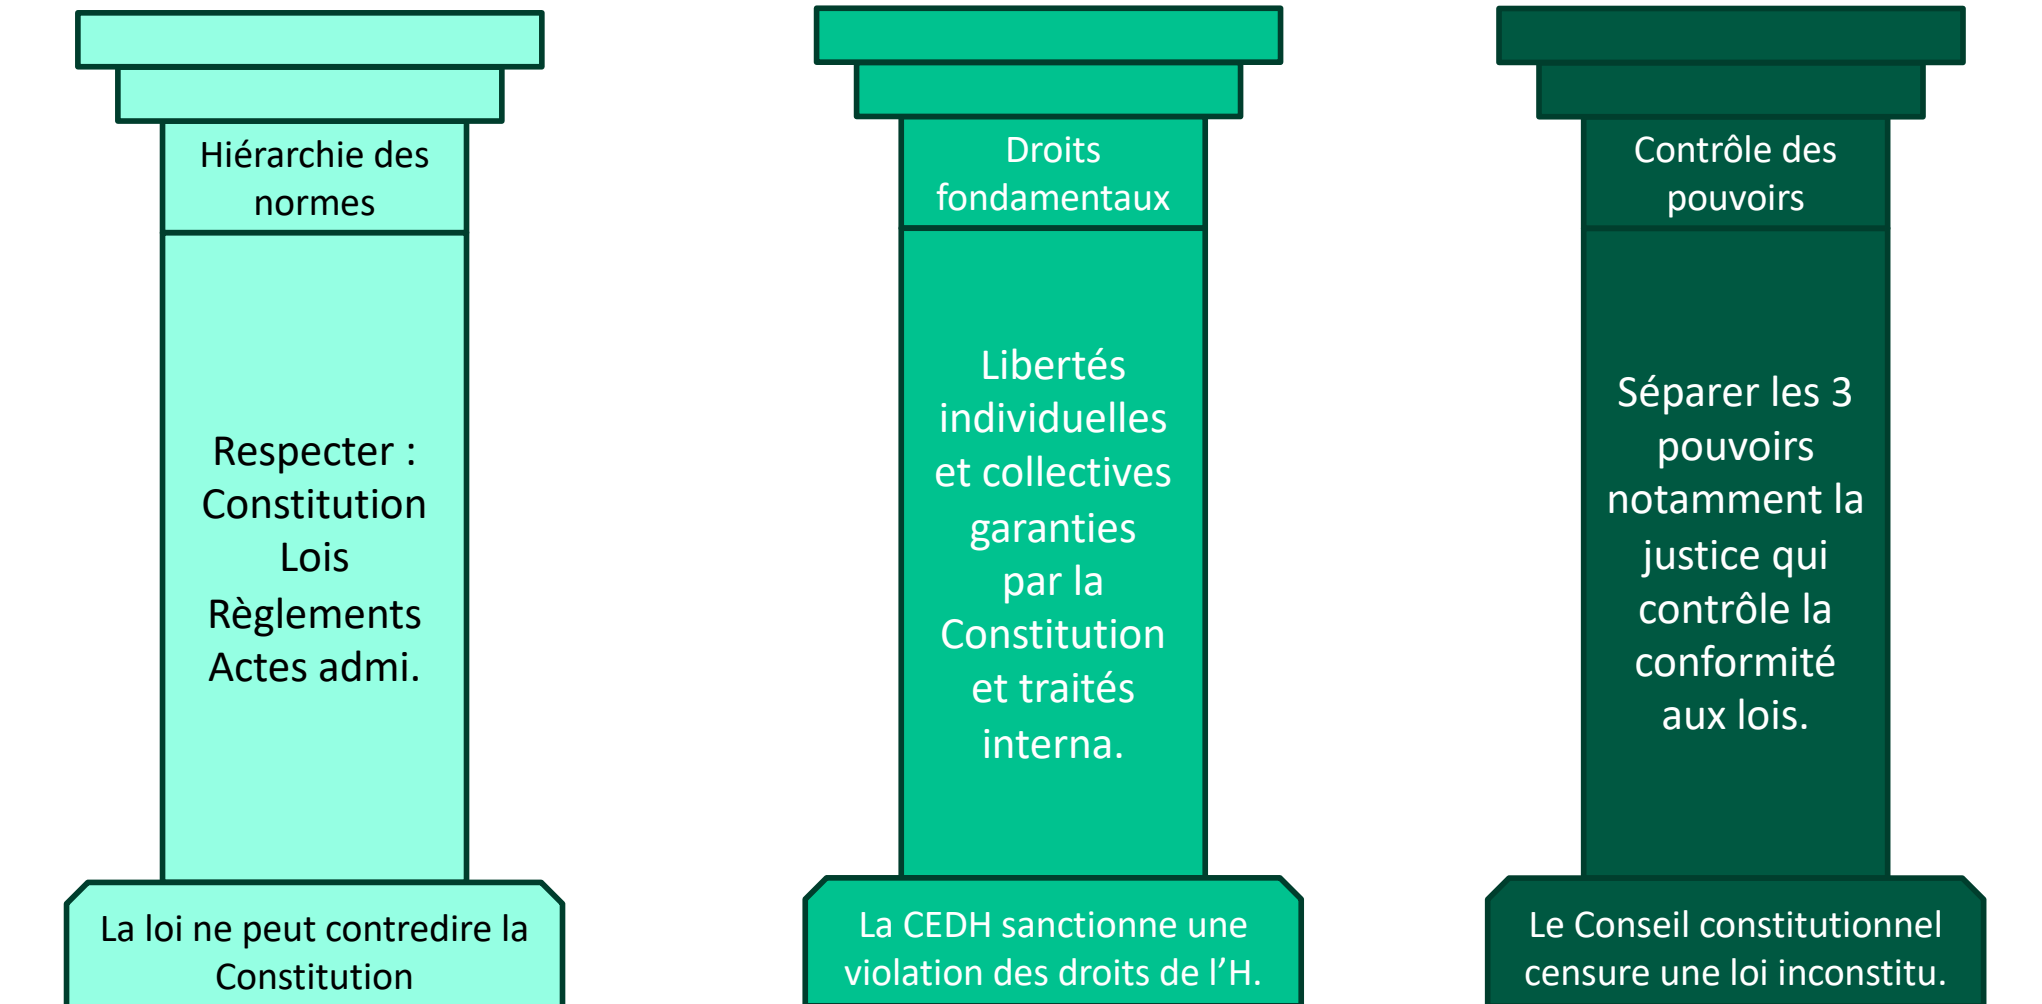 Hiérarchie des
normes
Respecter :
Constitution
Lois
Règlements
Actes admi.
La loi ne peut contredire la
Constitution
Droits
fondamentaux
Libertés
individuelles
et collectives
garanties
par la
Constitution
et traités
interna.
La CEDH sanctionne une
violation des droits de l’H.
Contrôle des
pouvoirs
Séparer les 3
pouvoirs
notamment la
justice qui
contrôle la
conformité
aux lois.
Le Conseil constitutionnel
censure une loi inconstitu.